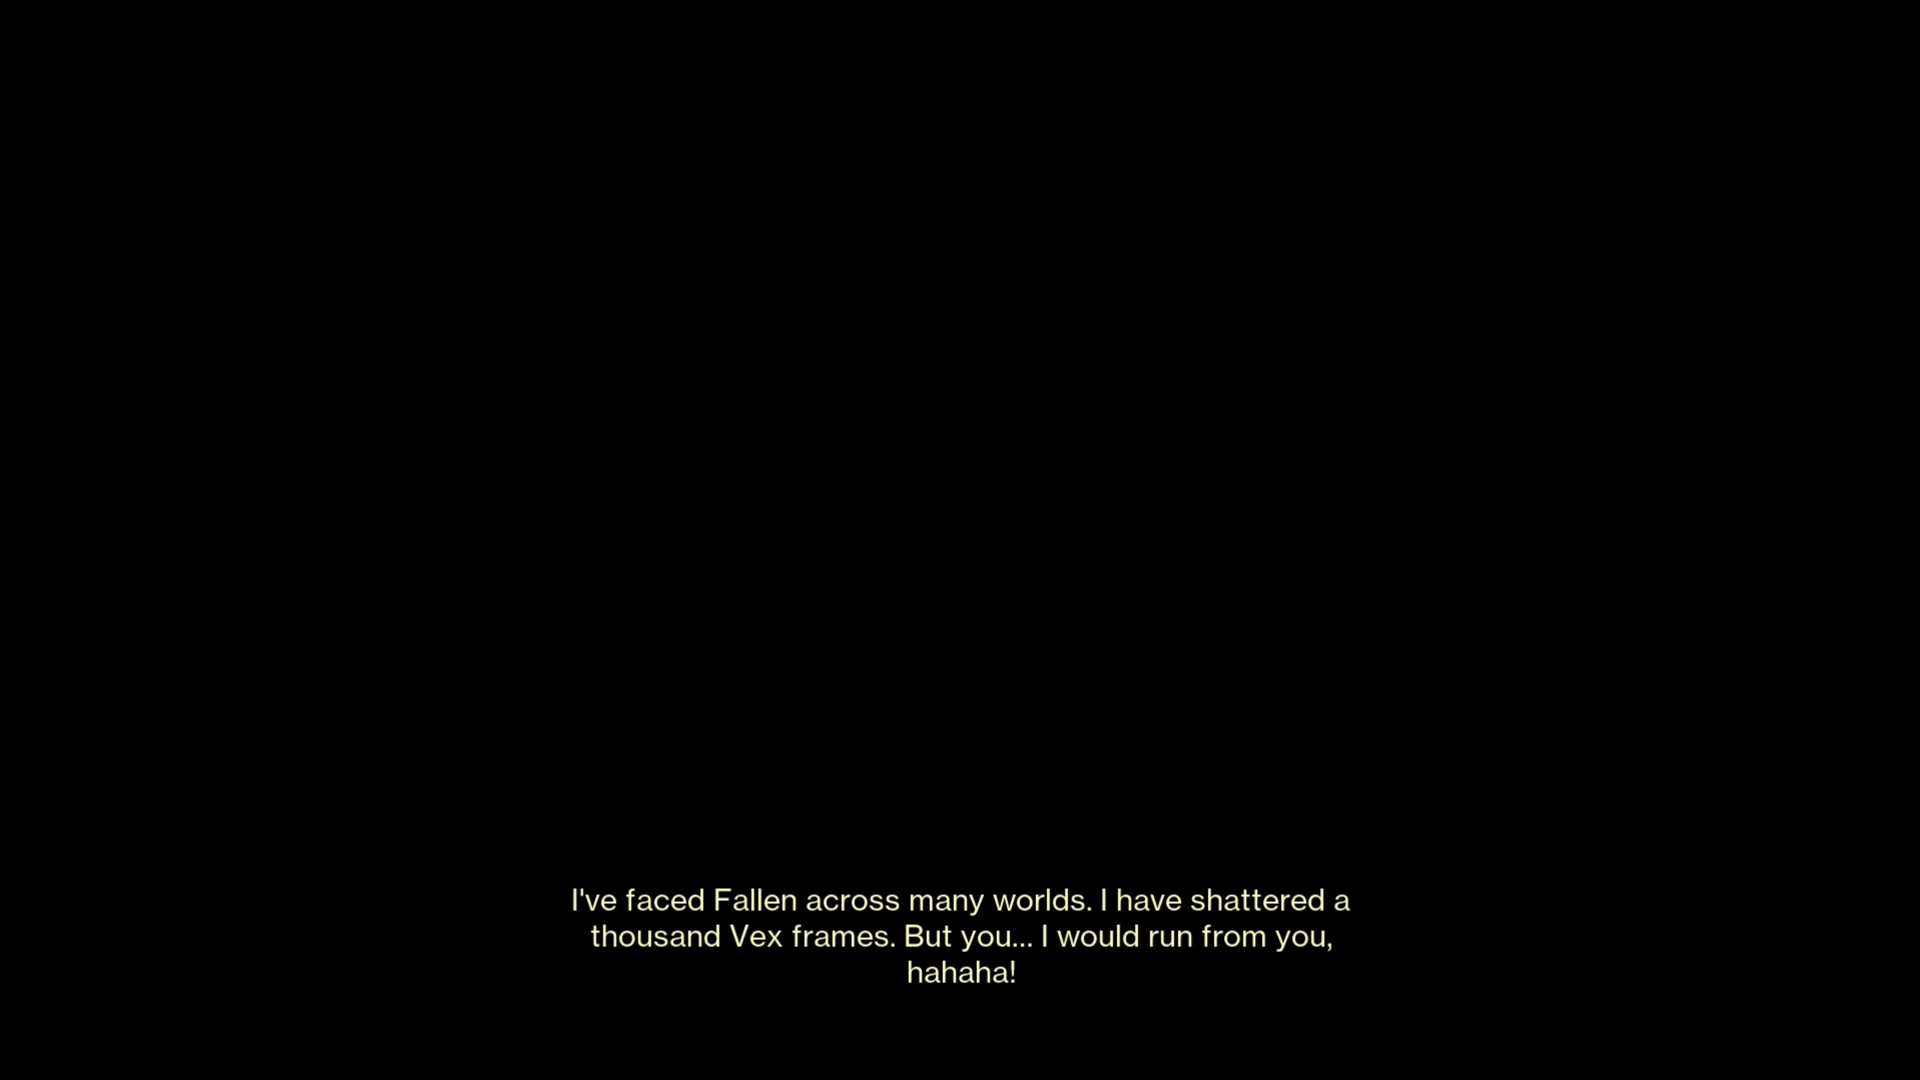 I've faced Fallen across many worlds. I have shattered a
thousand Vex frames. But you... I would run from you,
hahaha!